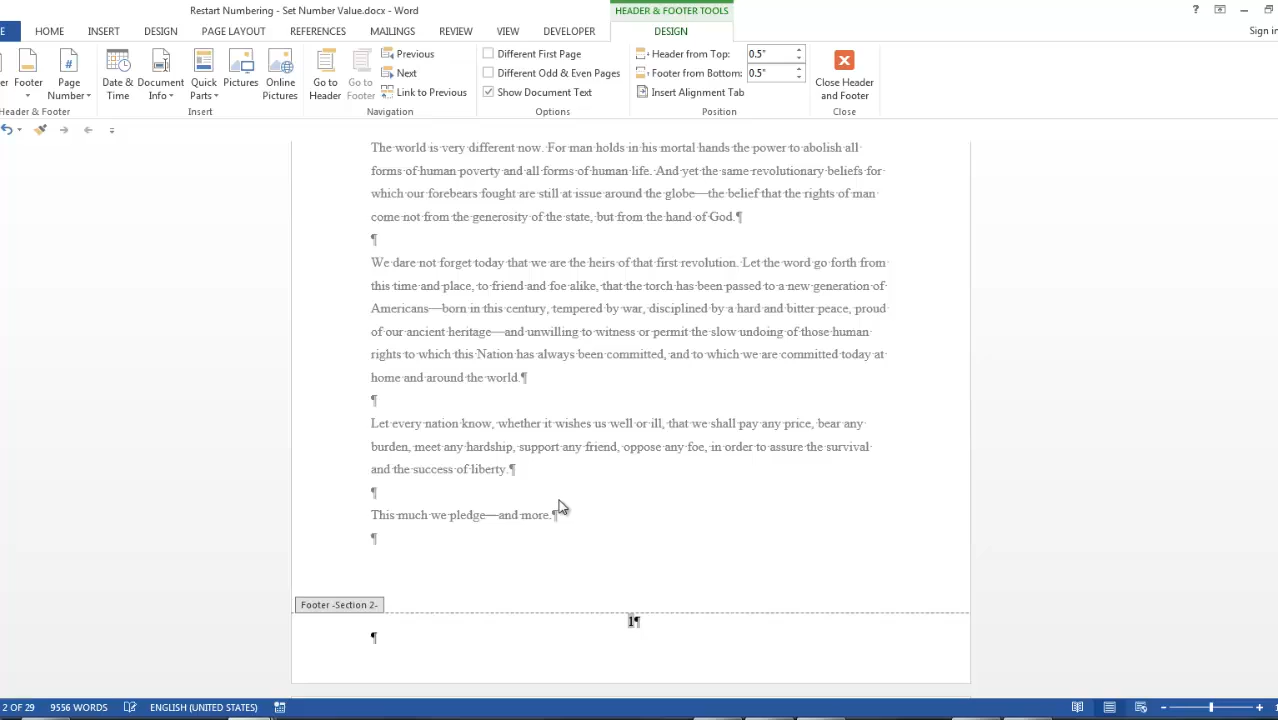 Restart Numbering - Set Number Value.docx - Word
HEADER & FOOTER TOOLS
?
E
HOME
INSERT
DESIGN
PAGE LAYOUT
REFERENCES
MAILINGS
REVIEW
VIEW
DEVELOPER
DESIGN
Sign in
er
Footer
Page
Number
Header & Footer
Date &
Time
Document
Info
Quick
Parts
Pictures
Online
Pictures
Insert
Go to
Header
Go to
Footer
Previous
Next
Link to Previous
Navigation
Different First Page
Different Odd & Even Pages
Show Document Text
Options
Header from Top: 0.5"
Footer from Bottom: 0.5"
Insert Alignment Tab
Position
Close Header
and Footer
Close
The world is very different now. For man holds in his mortal hands the power to abolish all
forms of human poverty and all forms of human life. And yet the same revolutionary beliefs for
which our forebears fought are still at issue around the globe—the belief that the rights of man
come not from the generosity of the state, but from the hand of God.¶
¶
We dare not forget today that we are the heirs of that first revolution. Let the word go forth from
this time and place, to friend and foe alike, that the torch has been passed to a new generation of
Americans—born in this century, tempered by war, disciplined by a hard and bitter peace, proud
of our ancient heritage—and unwilling to witness or permit the slow undoing of those human
rights to which this Nation has always been committed, and to which we are committed today at
home and around the world.¶
¶
Let every nation know, whether it wishes us well or ill, that we shall pay any price, bear any
burden, meet any hardship, support any friend, oppose any foe, in order to assure the survival
and the success of liberty.¶
¶
This much we pledge—and more.¶
¶
Footer -Section 2-
1¶
¶
2 OF 29
9556 WORDS
ENGLISH (UNITED STATES)